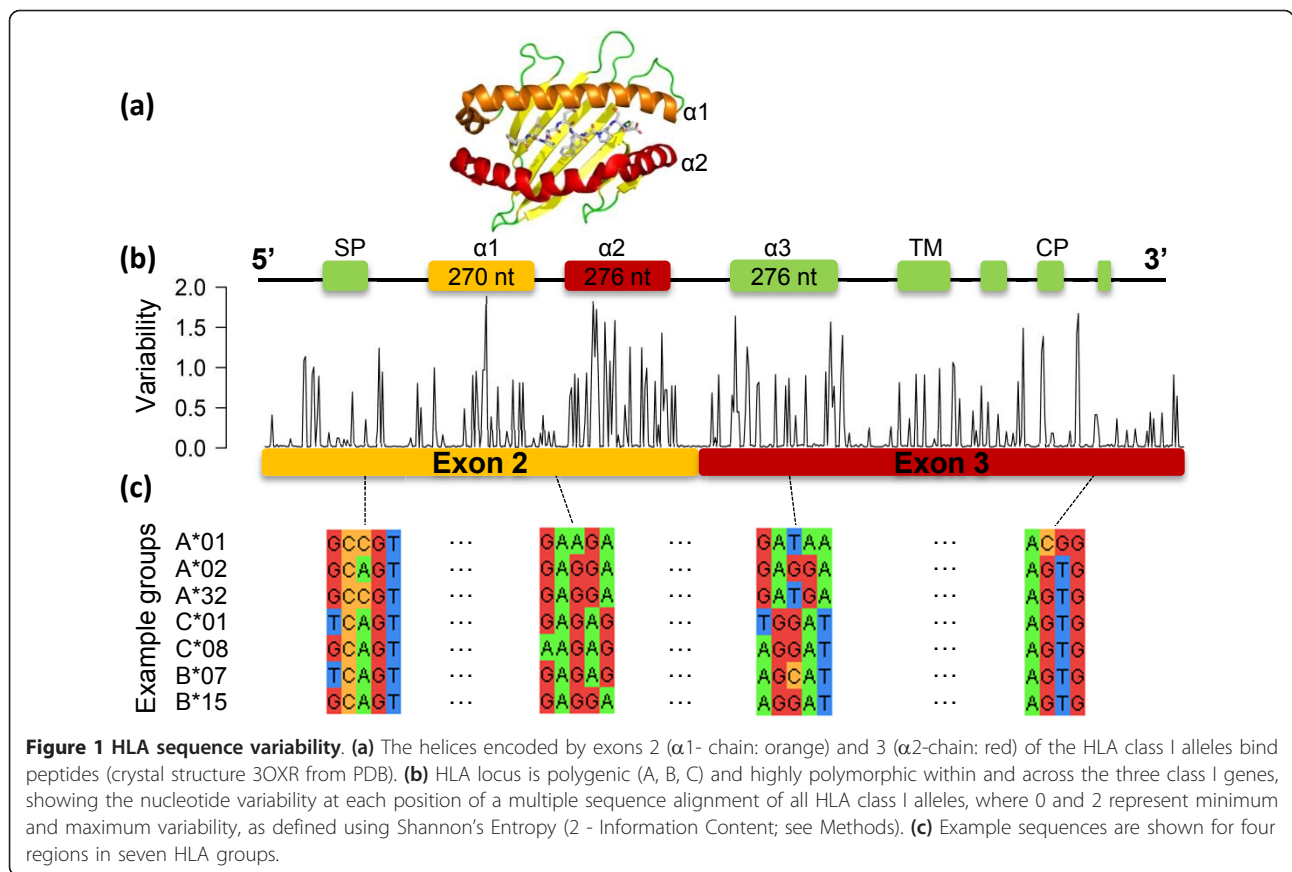 (a)
α1
α2
(b)
5’
SP
α1
α2
α3
TM
CP
3’
270 nt
276 nt
276 nt
Variability
2.0
1.5
1.0
0.5
0.0
Exon 2
Exon 3
(c)
Example groups
A*01 GCCGT ... GAAGA ... GATAA ... ACGG
A*02 GCAGT ... GAGGA ... GAGGA ... AGTG
A*32 GCCGT ... GAGGA ... GATGA ... AGTG
C*01 TCAGT ... GAGAG ... TGGAT ... AGTG
C*08 GCAGT ... AAGAG ... AGGAT ... AGTG
B*07 TCAGT ... GAGAG ... AGCAT ... AGTG
B*15 GCAGT ... GAGGA ... AGGAT ... AGTG
Figure 1 HLA sequence variability. (a) The helices encoded by exons 2 (α1- chain: orange) and 3 (α2-chain: red) of the HLA class I alleles bind
peptides (crystal structure 3OXR from PDB). (b) HLA locus is polygenic (A, B, C) and highly polymorphic within and across the three class I genes,
showing the nucleotide variability at each position of a multiple sequence alignment of all HLA class I alleles, where 0 and 2 represent minimum
and maximum variability, as defined using Shannon’s Entropy (2 - Information Content; see Methods). (c) Example sequences are shown for four
regions in seven HLA groups.